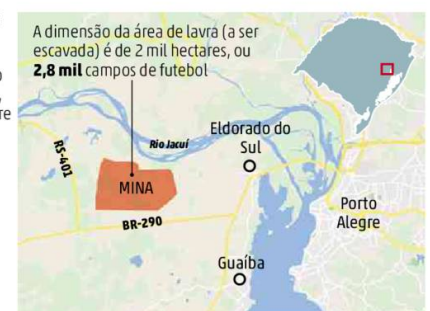 A dimensão da área de lavra (a ser
escavada) é de 2 mil hectares, ou
2,8 mil campos de futebol
re
Rio Jacuí
Eldorado do
Sul
RS-401
MINA
Porto
Alegre
BR-290
Guaíba